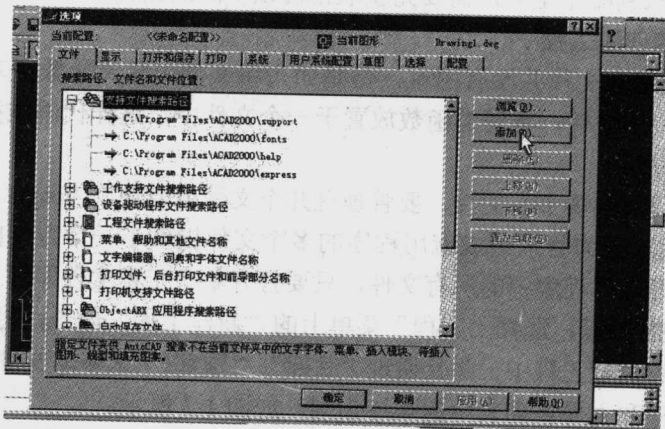 选项
当前配置: <<未命名配置>> 当前图形: Drawing1.dwg
文件 显示 打开和保存 打印 系统 用户系统配置 草图 选择 配置
搜索路径、文件名和文件位置:
支持文件搜索路径
C:\Program Files\ACAD2000\support
C:\Program Files\ACAD2000\fonts
C:\Program Files\ACAD2000\help
C:\Program Files\ACAD2000\express
工作支持文件搜索路径
设备驱动程序文件搜索路径
工程文件搜索路径
菜单、帮助和其他文件名称
文字编辑器、词典和字体文件名称
打印文件、后台打印文件和前导部分名称
打印机支持文件路径
ObjectARX 应用程序搜索路径
自动保存文件
浏览(B)...
添加(D)...
删除(R)
上移(U)
下移(P)
置为当前(S)
指定文件夹供 AutoCAD 搜索不在当前文件夹中的文字字体、菜单、插入模块、待插入
图形、线型和填充图案。
确定 取消 应用(A) 帮助(H)